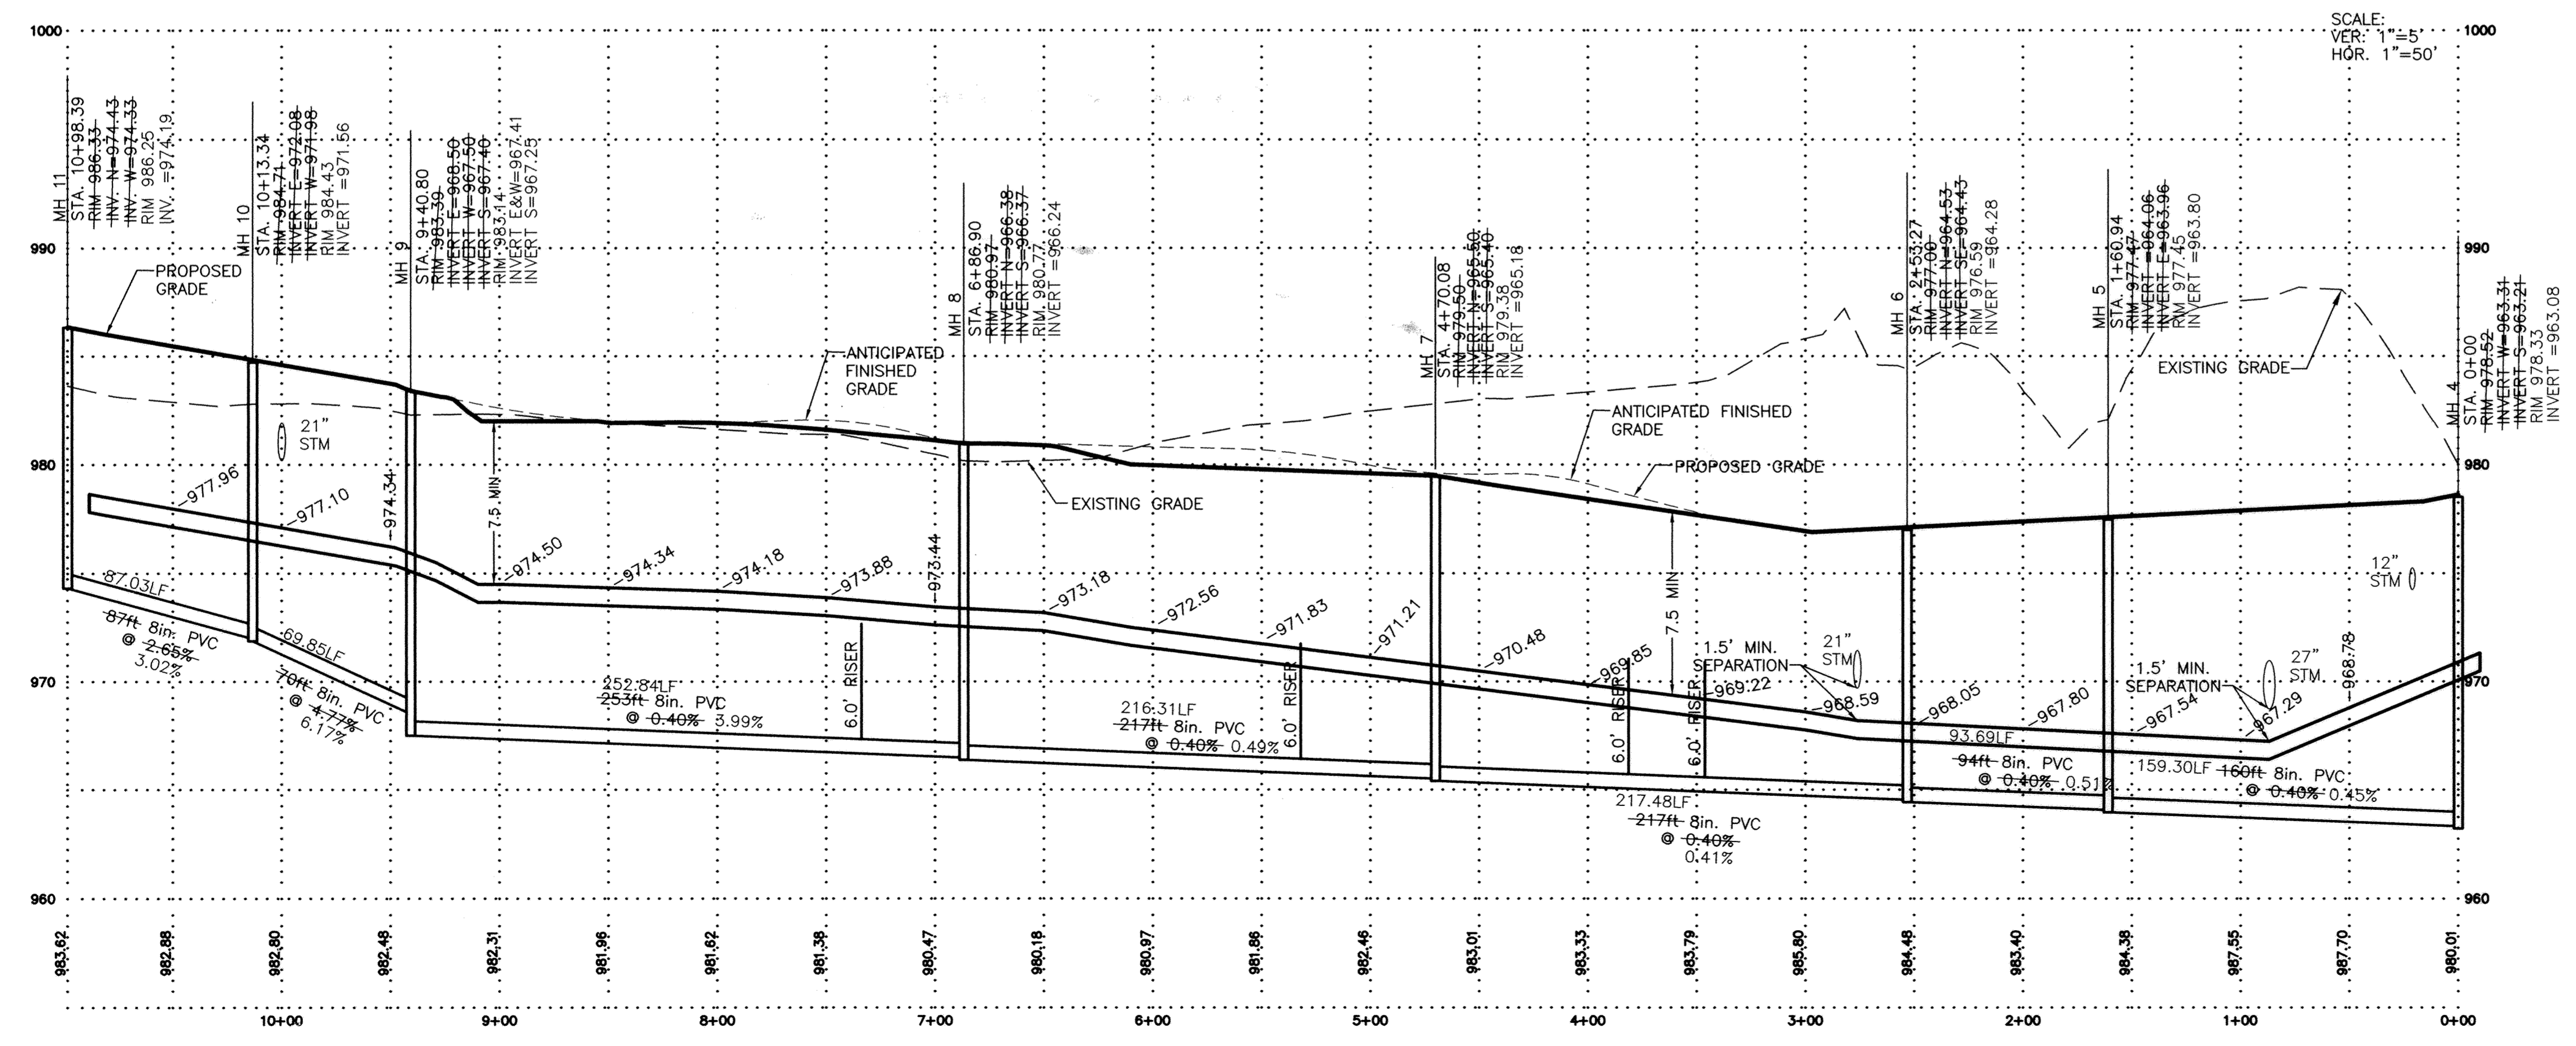 SCALE:
VER: 1"=5'
HOR. 1"=50'
1000
1000
990
990
980
980
970
970
960
960
MH 11
STA. 10+98.39
RIM 986.33
INV. N=974.43
INV. W=974.33
RIM 986.25
INV. =974.19
MH 10
STA. 10+13.34
RIM 984.71
INVERT E=972.08
INVERT W=971.98
RIM 984.43
INVERT =971.56
MH 9
STA. 9+40.80
RIM 983.39
INVERT E=968.50
INVERT W=967.50
INVERT S=967.40
RIM 983.14
INVERT E&W=967.41
INVERT S=967.25
MH 8
STA. 6+86.90
RIM 980.97
INVERT N=966.38
INVERT S=966.37
RIM 980.77
INVERT =966.24
MH 7
STA. 4+70.08
RIM 979.50
INVERT N=965.50
INVERT S=965.40
RIM 979.38
INVERT =965.18
MH 6
STA. 2+53.27
RIM 977.00
INVERT N=964.53
INVERT SE=964.43
RIM 976.59
INVERT =964.28
MH 5
STA. 1+60.94
RIM 977.47
INVERT =964.06
INVERT E=963.96
RIM 977.45
INVERT =963.80
MH 4
STA. 0+00
RIM 978.52
INVERT W=963.31
INVERT S=963.21
RIM 978.33
INVERT =963.08
PROPOSED
GRADE
ANTICIPATED
FINISHED
GRADE
EXISTING GRADE
ANTICIPATED FINISHED
GRADE
PROPOSED GRADE
EXISTING GRADE
21"
STM
977.96
977.10
974.34
7.5 MIN
974.50
974.34
974.18
973.88
973.44
973.18
972.56
971.83
971.21
970.48
969.85
7.5 MIN
969.22
968.59
968.05
967.80
967.54
967.29
968.78
1.5' MIN.
SEPARATION
21"
STM
1.5' MIN.
SEPARATION
27"
STM
12"
STM
6.0' RISER
6.0' RISER
6.0' RISER
6.0' RISER
87.03LF
87ft 8in. PVC
@ 2.65%
3.02%
69.85LF
70ft 8in. PVC
@ 4.77%
6.17%
252.84LF
253ft 8in. PVC
@ 0.40% 3.99%
216.31LF
217ft 8in. PVC
@ 0.40% 0.49%
217.48LF
217ft 8in. PVC
@ 0.40%
0.41%
93.69LF
94ft 8in. PVC
@ 0.40% 0.51%
159.30LF 160ft 8in. PVC
@ 0.40% 0.45%
983.62
982.88
982.80
982.48
982.31
981.96
981.62
981.38
980.47
980.18
980.97
981.86
982.46
983.01
983.33
983.79
985.80
984.48
983.40
984.38
987.55
987.70
980.01
10+00
9+00
8+00
7+00
6+00
5+00
4+00
3+00
2+00
1+00
0+00